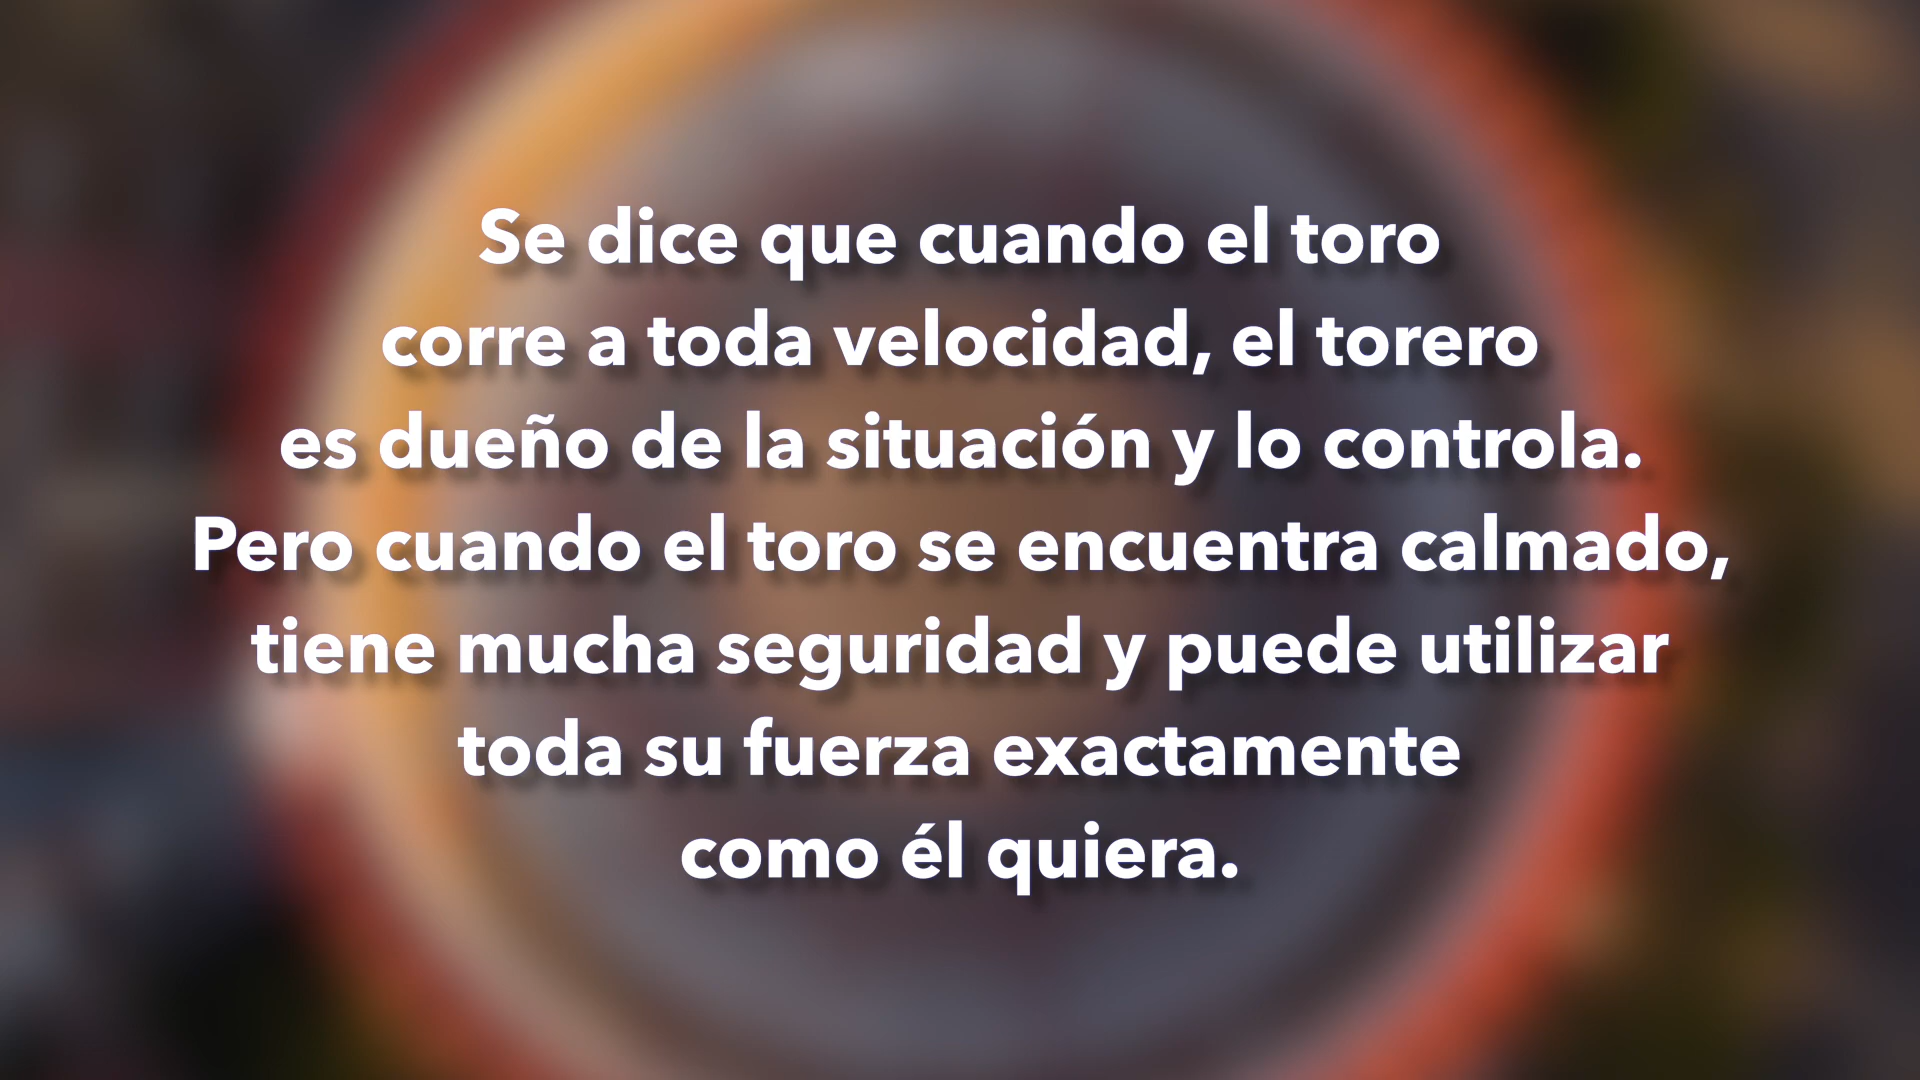 Se dice que cuando el toro
corre a toda velocidad, el torero
es dueño de la situación y lo controla.
Pero cuando el toro se encuentra calmado,
tiene mucha seguridad y puede utilizar
toda su fuerza exactamente
como él quiera.